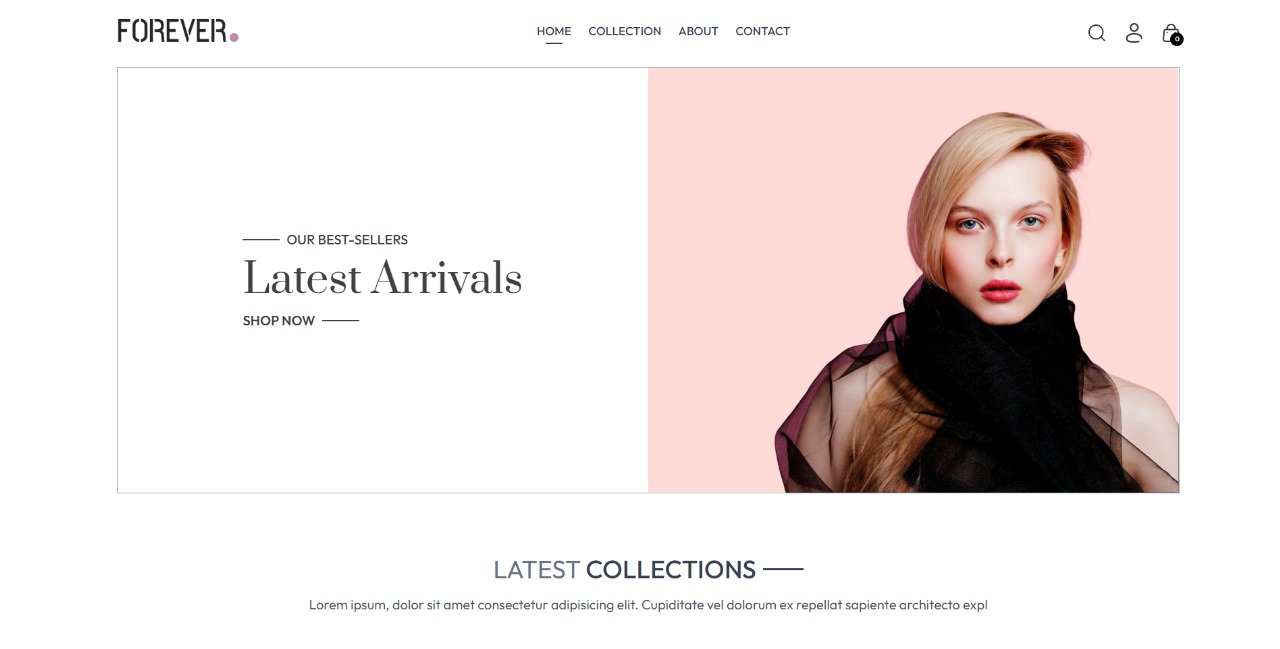 FOREVER.
HOME COLLECTION ABOUT CONTACT
0
OUR BEST-SELLERS
Latest Arrivals
SHOP NOW
LATEST COLLECTIONS
Lorem ipsum, dolor sit amet consectetur adipisicing elit. Cupiditate vel dolorum ex repellat sapiente architecto expl